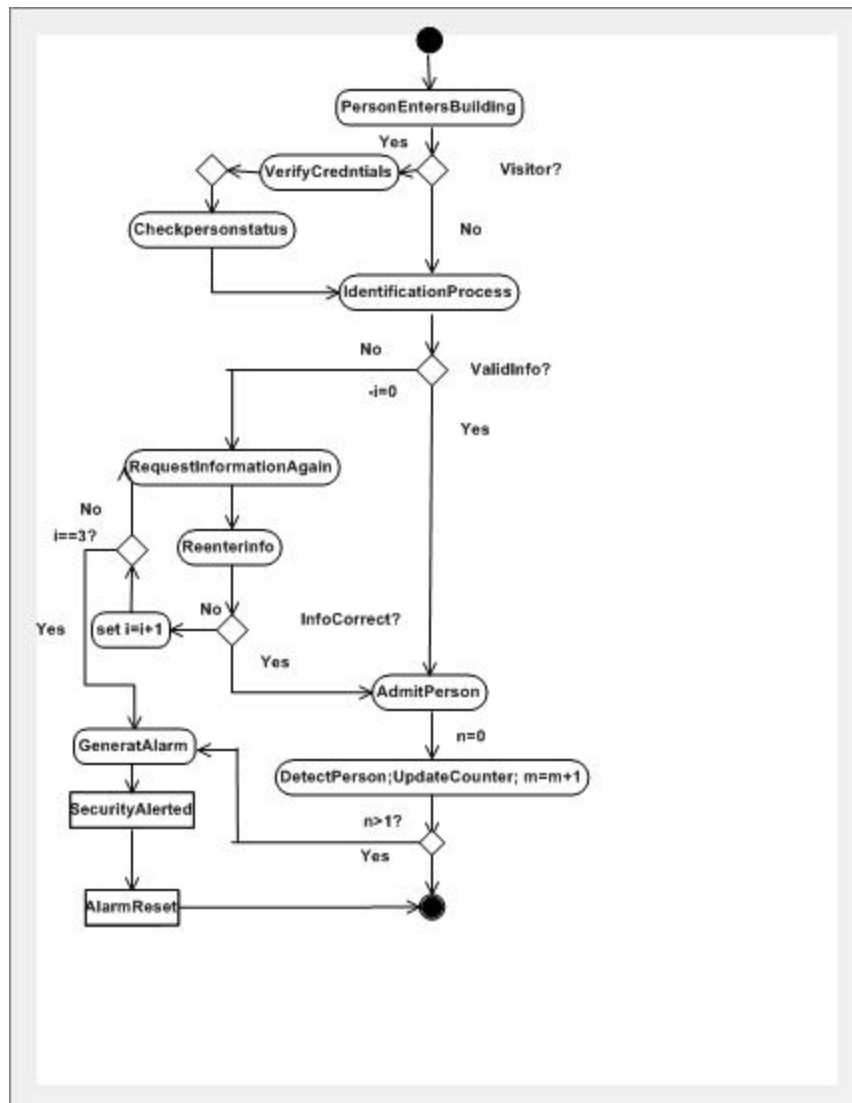 PersonEntersBuilding
Yes
VerifyCredntials
Visitor?
Checkpersonstatus
No
IdentificationProcess
No
ValidInfo?
-i=0
Yes
RequestInformationAgain
No
i==3?
ReenterInfo
No
InfoCorrect?
Yes
set i=i+1
Yes
AdmitPerson
n=0
GeneratAlarm
DetectPerson;UpdateCounter; m=m+1
SecurityAlerted
n>1?
Yes
AlarmReset